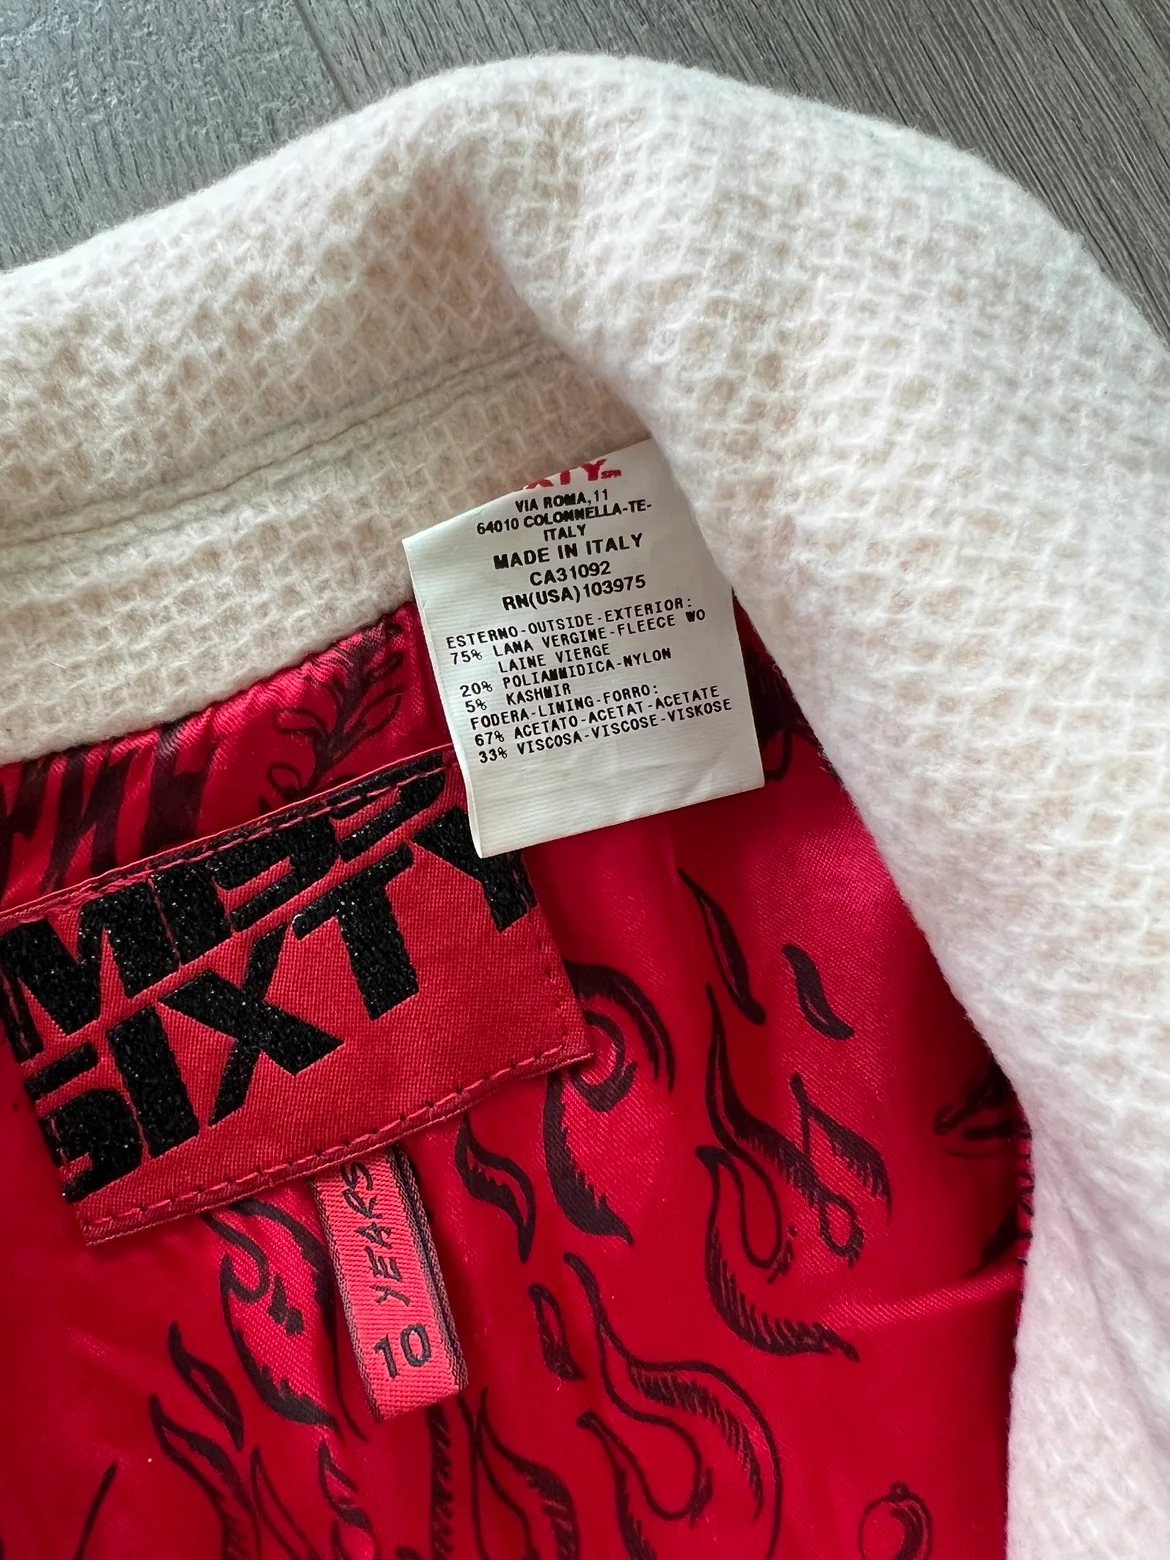 XTY SPA
VIA ROMA,11
64010 COLONNELLA-TE-
ITALY
MADE IN ITALY
CA31092
RN(USA)103975
ESTERNO-OUTSIDE-EXTERIOR:
75% LANA VERGINE-FLEECE WO
LAINE VIERGE
20% POLIAMMIDICA-NYLON
5% KASHMIR
FODERA-LINING-FORRO:
67% ACETATO-ACETAT-ACETATE
33% VISCOSA-VISCOSE-VISKOSE
MISS
SIXTY
YEARS
10